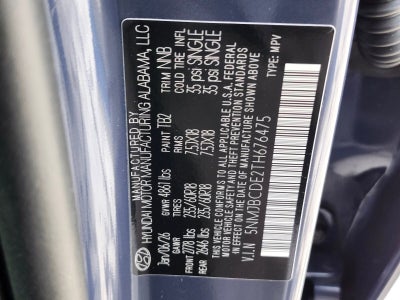 MANUFACTURED BY
HYUNDAI MOTOR MANUFACTURING ALABAMA, LLC
Jan/06/26 GVWR 4861 lbs PAINT TB2 TRIM NNB
GAWR TIRES RIMS COLD TIRE INFL
FRONT 2778 lbs 235/60R18 7.5JX18 35 psi SINGLE
REAR 2646 lbs 235/60R18 7.5JX18 35 psi SINGLE
THIS VEHICLE CONFORMS TO ALL APPLICABLE U.S.A FEDERAL
MOTOR VEHICLE SAFETY, BUMPER, AND THEFT PREVENTION
STANDARDS IN EFFECT ON THE DATE OF MANUFACTURE SHOWN ABOVE.
V.I.N 5NMJBCDE2TH676475 TYPE: MPV